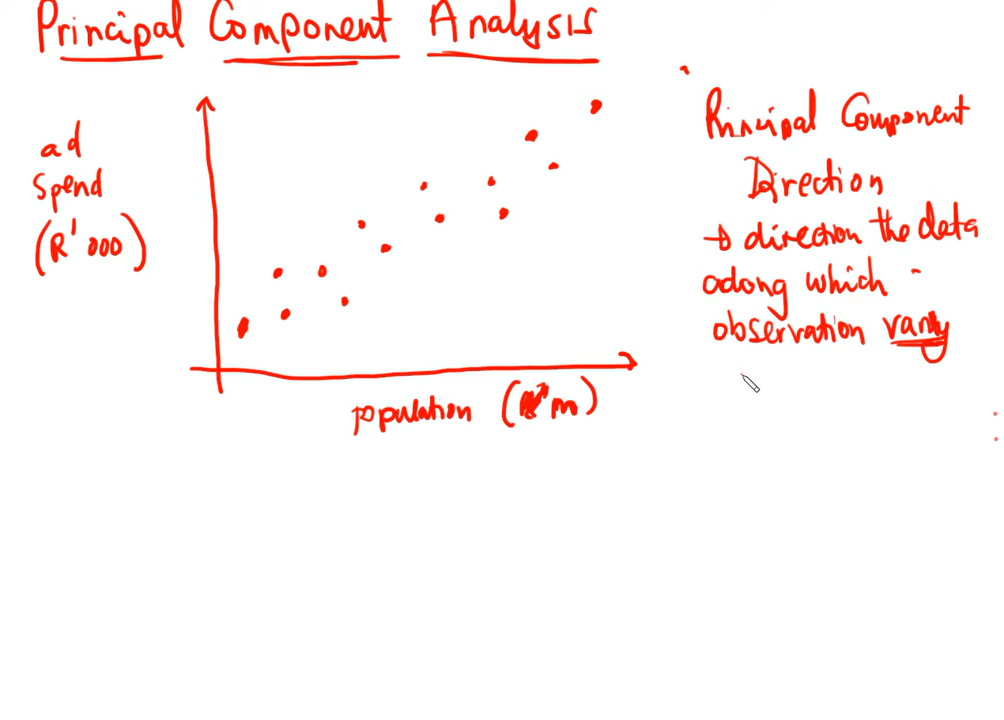 Principal Component Analysis
ad
Spend
(R' 000)
population ( m)
Principal Component
Direction
→ direction the data
along which
observation vary